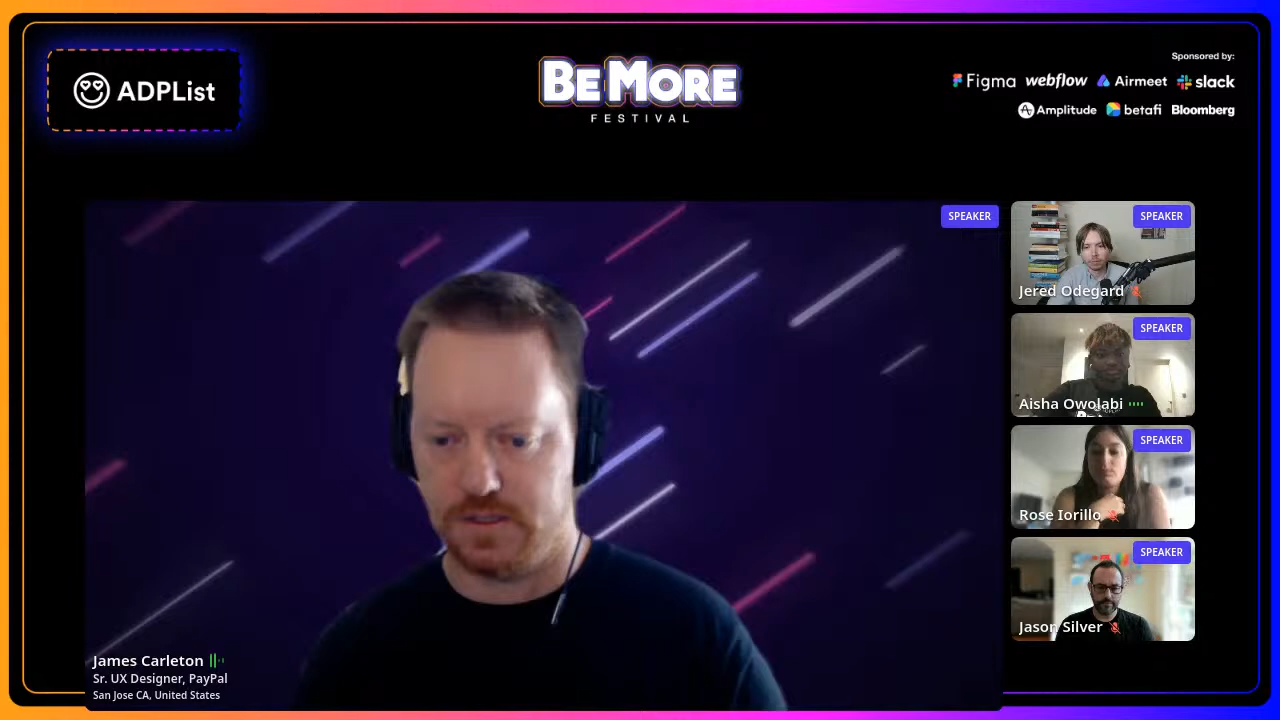 ADPList
BE MORE
FESTIVAL
Sponsored by:
Figma webflow Airmeet slack
Amplitude betafi Bloomberg
SPEAKER
James Carleton
Sr. UX Designer, PayPal
San Jose CA, United States
SPEAKER
Jered Odegard
SPEAKER
Aisha Owolabi
SPEAKER
Rose Iorillo
SPEAKER
Jason Silver